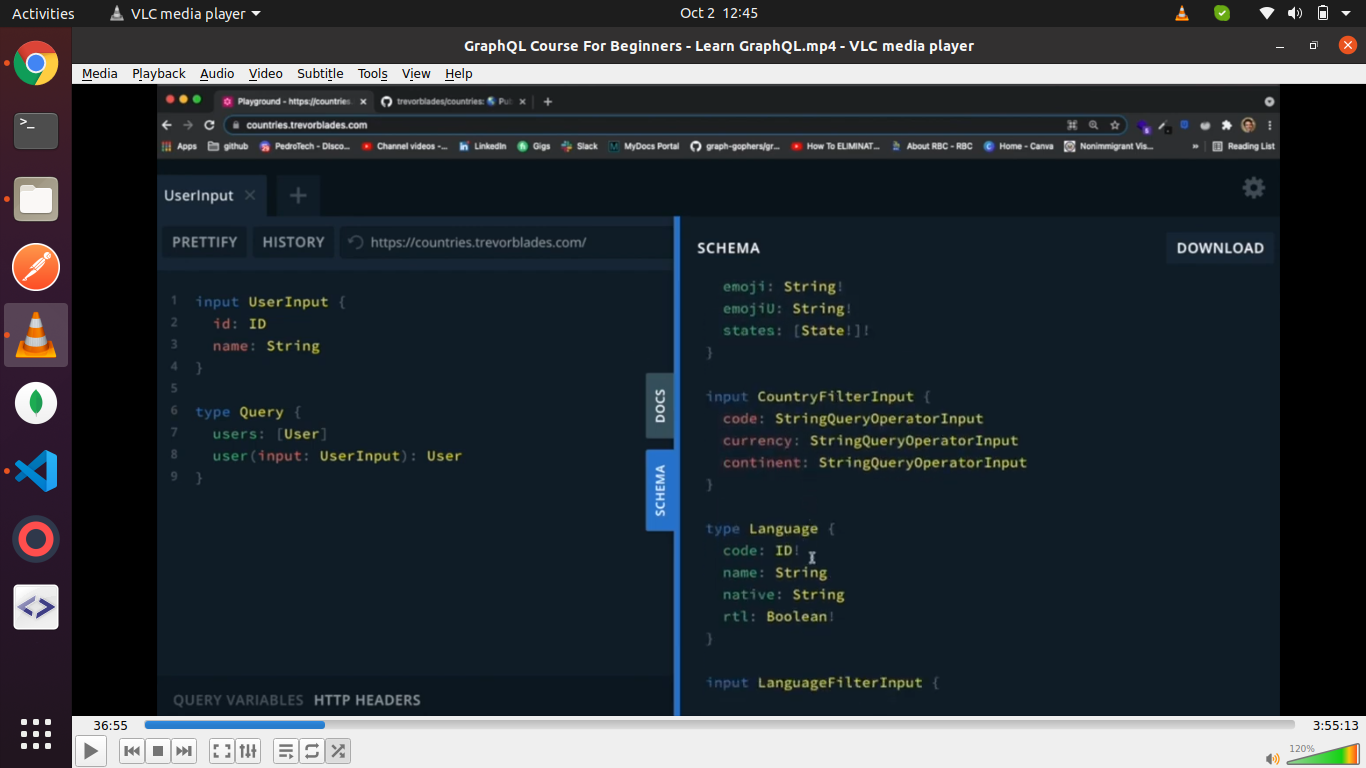 Activities
VLC media player
Oct 2 12:45
GraphQL Course For Beginners - Learn GraphQL.mp4 - VLC media player
Media Playback Audio Video Subtitle Tools View Help
Playground - https://countries
trevorblades/countries:
countries.trevorblades.com
Apps github PedroTech - Disco... Channel videos -... LinkedIn Gigs Slack MyDocs Portal graph-gophers/gr... How To ELIMINAT... About RBC - RBC Home - Canva Nonimmigrant Vis... » Reading List
UserInput
PRETTIFY HISTORY https://countries.trevorblades.com/
1 input UserInput {
2 id: ID
3 name: String
4 }
5
6 type Query {
7 users: [User]
8 user(input: UserInput): User
9 }
QUERY VARIABLES HTTP HEADERS
DOCS
SCHEMA
SCHEMA
DOWNLOAD
emoji: String!
emojiU: String!
states: [State!]!
}
input CountryFilterInput {
code: StringQueryOperatorInput
currency: StringQueryOperatorInput
continent: StringQueryOperatorInput
}
type Language {
code: ID!
name: String
native: String
rtl: Boolean!
}
input LanguageFilterInput {
36:55
3:55:13
120%